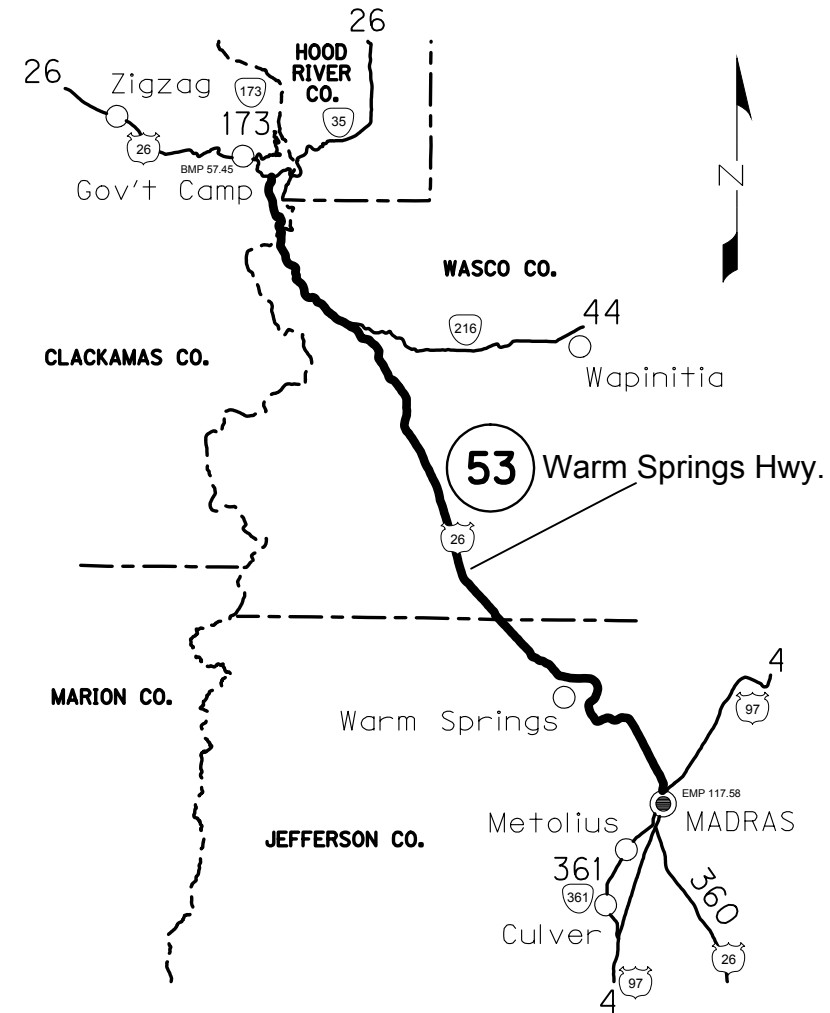 26
HOOD
RIVER
CO.
26
Zigzag
173
173
35
26
BMP 57.45
Gov't Camp
N
WASCO CO.
44
216
CLACKAMAS CO.
Wapinitia
53 Warm Springs Hwy.
26
MARION CO.
4
97
Warm Springs
EMP 117.58
Metolius
MADRAS
JEFFERSON CO.
361
360
361
Culver
26
97
4